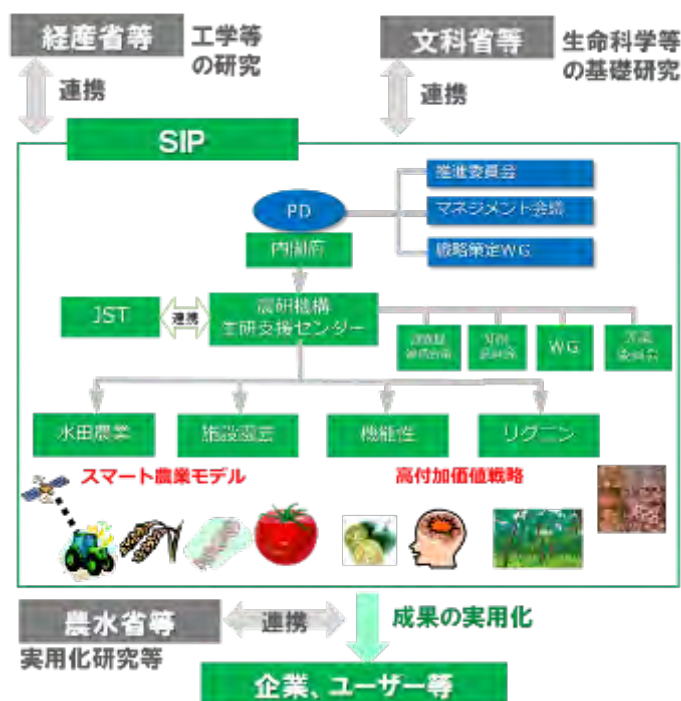 経産省等
工学等
の研究
文科省等
生命科学等
の基礎研究
連携
連携
SIP
推進委員会
PD
マネジメント会議
内閣府
戦略策定WG
農研機構
生研支援センター
JST
連携
WG
委員会
水田農業
施設園芸
機能性
リグニン
スマート農業モデル
高付加価値戦略
農水省等
連携
成果の実用化
実用化研究等
企業、ユーザー等